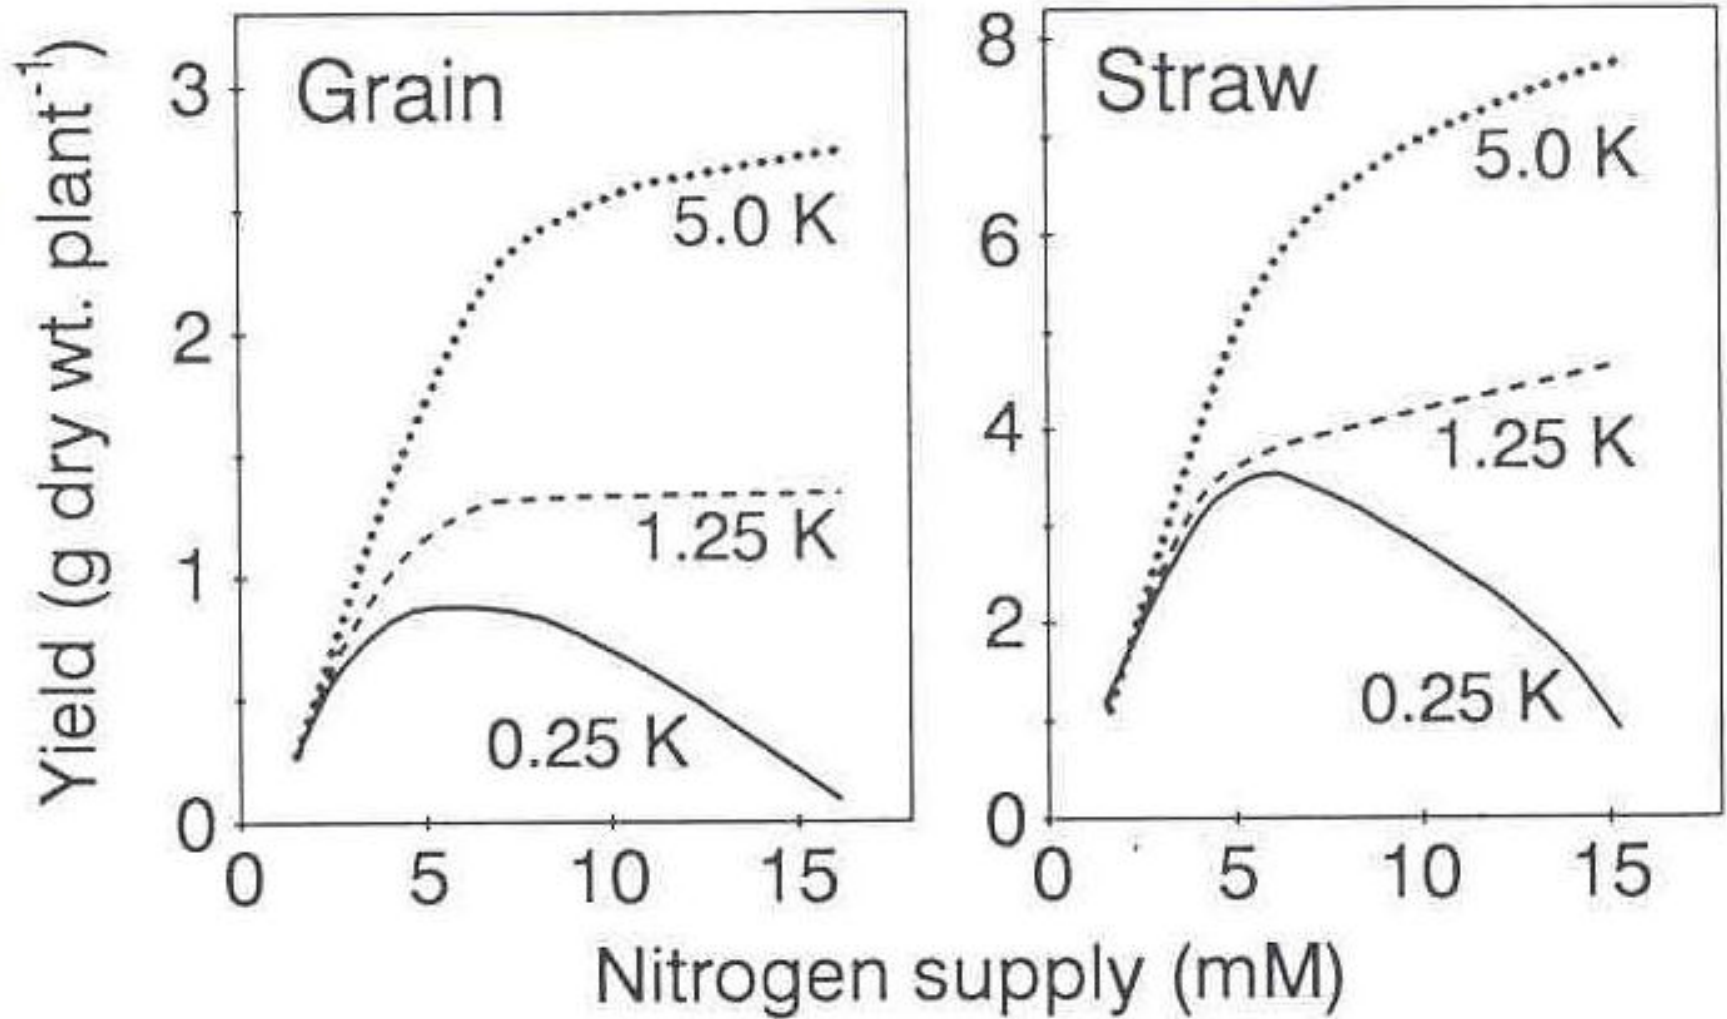 Yield (g dry wt. plant⁻¹)
Grain
3
2
1
0
5.0 K
1.25 K
0.25 K
0 5 10 15
Straw
8
6
4
2
0
5.0 K
1.25 K
0.25 K
0 5 10 15
Nitrogen supply (mM)